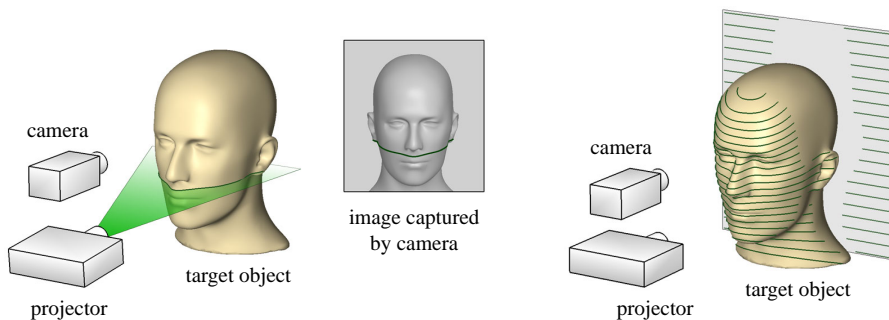 camera
projector
target object
image captured
by camera
camera
projector
target object